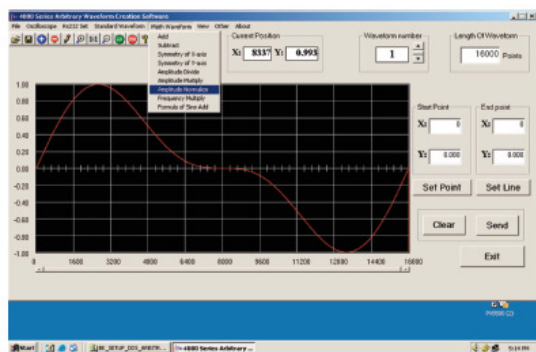 4080 Series Arbitrary Waveform Creation Software
File Oscilloscope Rs232 Set Standard Waveform Math Waveform View Other About
Add
Subtract
Symmetry of X-axis
Symmetry of Y-axis
Amplitude Divide
Amplitude Multiply
Amplitude Normalize
Frequency Multiply
Formula of Sine Add
Current Position
X: 8337 Y: 0.993
Waveform number
1
Length Of Waveform
16000 Points
1.00
0.80
0.60
0.40
0.20
0.00
-0.20
-0.40
-0.60
-0.80
-1.00
0 1600 3200 4800 6400 8000 9600 11200 12800 14400 16000
Start Point
X: 0
Y: 0.000
End point
X: 0
Y: 0.000
Set Point
Set Line
Clear
Send
Exit
Start
4080 Series Arbitrary ...
5:14 PM